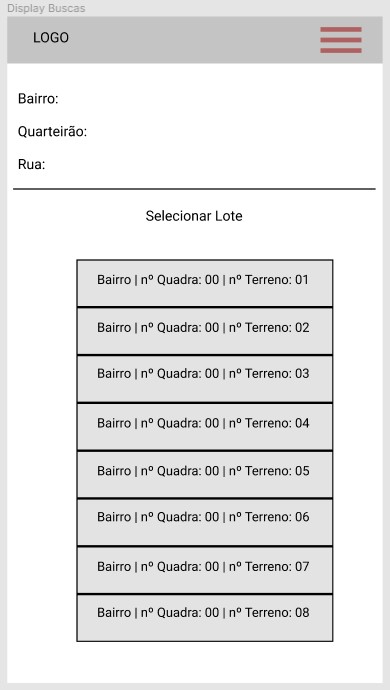 Display Buscas
LOGO
Bairro:
Quarteirão:
Rua:
Selecionar Lote
Bairro | nº Quadra: 00 | nº Terreno: 01
Bairro | nº Quadra: 00 | nº Terreno: 02
Bairro | nº Quadra: 00 | nº Terreno: 03
Bairro | nº Quadra: 00 | nº Terreno: 04
Bairro | nº Quadra: 00 | nº Terreno: 05
Bairro | nº Quadra: 00 | nº Terreno: 06
Bairro | nº Quadra: 00 | nº Terreno: 07
Bairro | nº Quadra: 00 | nº Terreno: 08